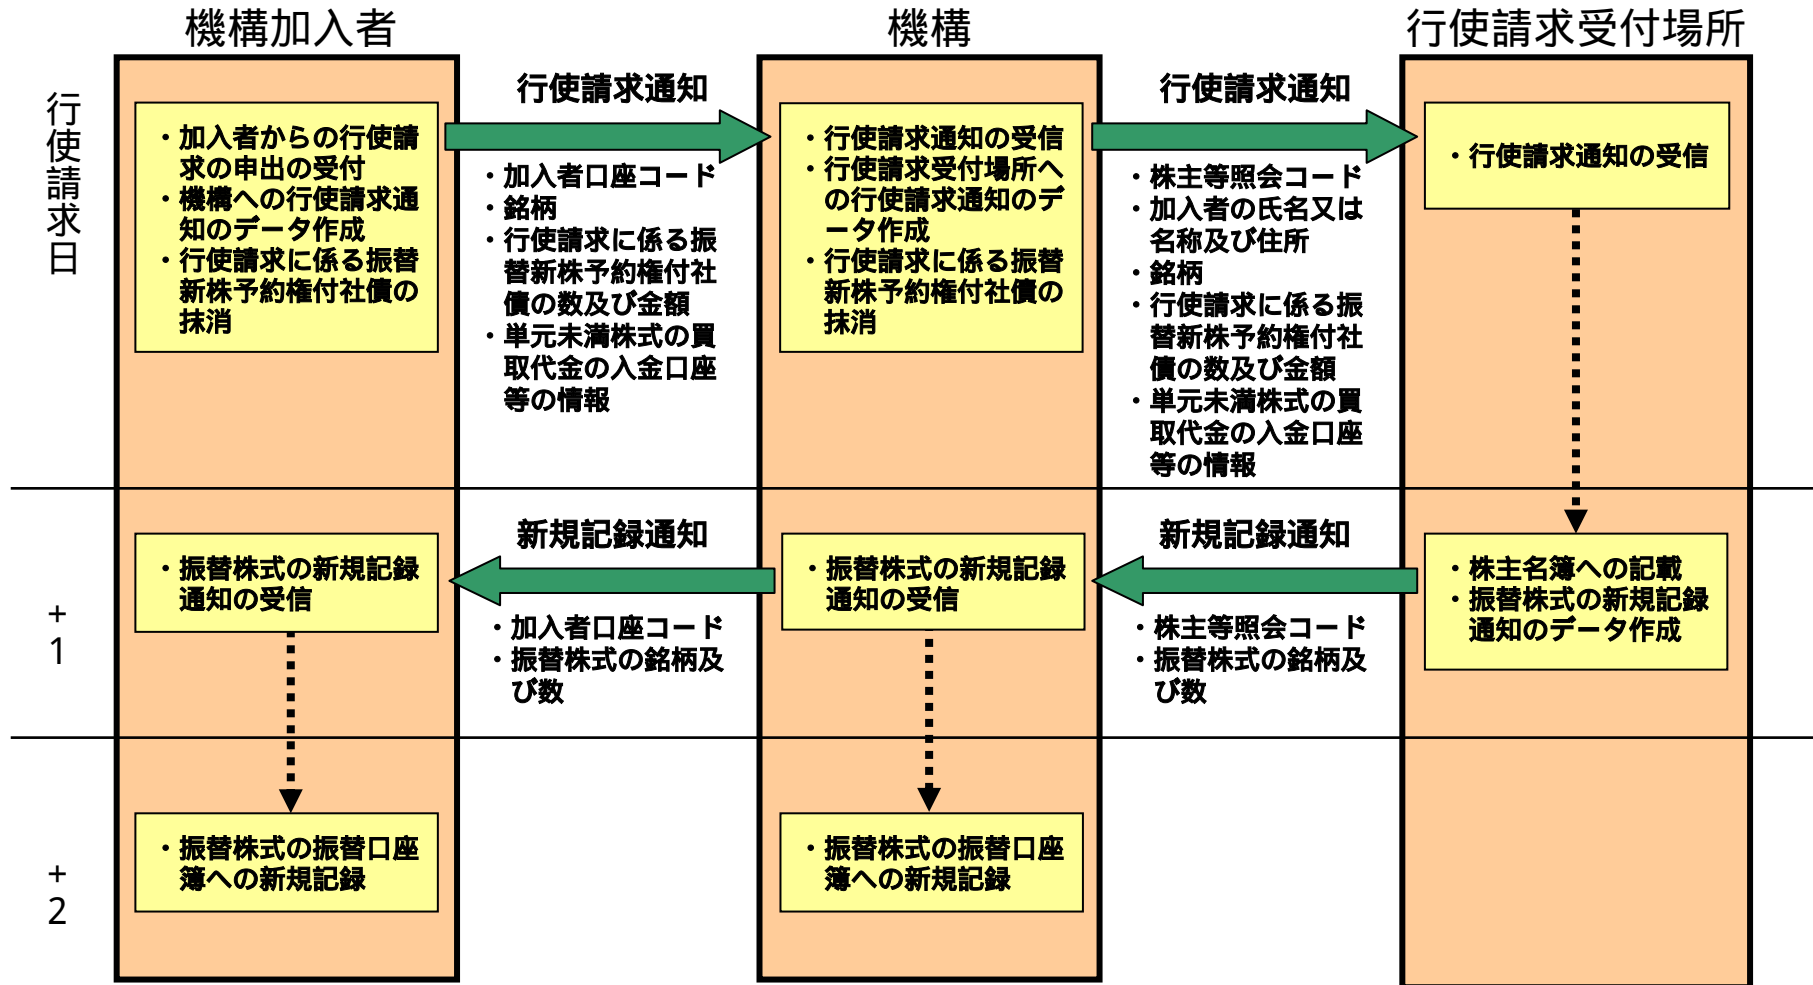 機構加入者
機構
行使請求受付場所
行使請求日
・加入者からの行使請
求の申出の受付
・機構への行使請求通
知のデータ作成
・行使請求に係る振替
新株予約権付社債の
抹消
行使請求通知
・加入者口座コード
・銘柄
・行使請求に係る振
替新株予約権付社
債の数及び金額
・単元未満株式の買
取代金の入金口座
等の情報
・行使請求通知の受信
・行使請求受付場所へ
の行使請求通知のデ
ータ作成
・行使請求に係る振替
新株予約権付社債の
抹消
行使請求通知
・株主等照会コード
・加入者の氏名又は
名称及び住所
・銘柄
・行使請求に係る振
替新株予約権付社
債の数及び金額
・単元未満株式の買
取代金の入金口座
等の情報
・行使請求通知の受信
+1
・振替株式の新規記録
通知の受信
新規記録通知
・加入者口座コード
・振替株式の銘柄及
び数
・振替株式の新規記録
通知の受信
新規記録通知
・株主等照会コード
・振替株式の銘柄及
び数
・株主名簿への記載
・振替株式の新規記録
通知のデータ作成
+2
・振替株式の振替口座
簿への新規記録
・振替株式の振替口座
簿への新規記録